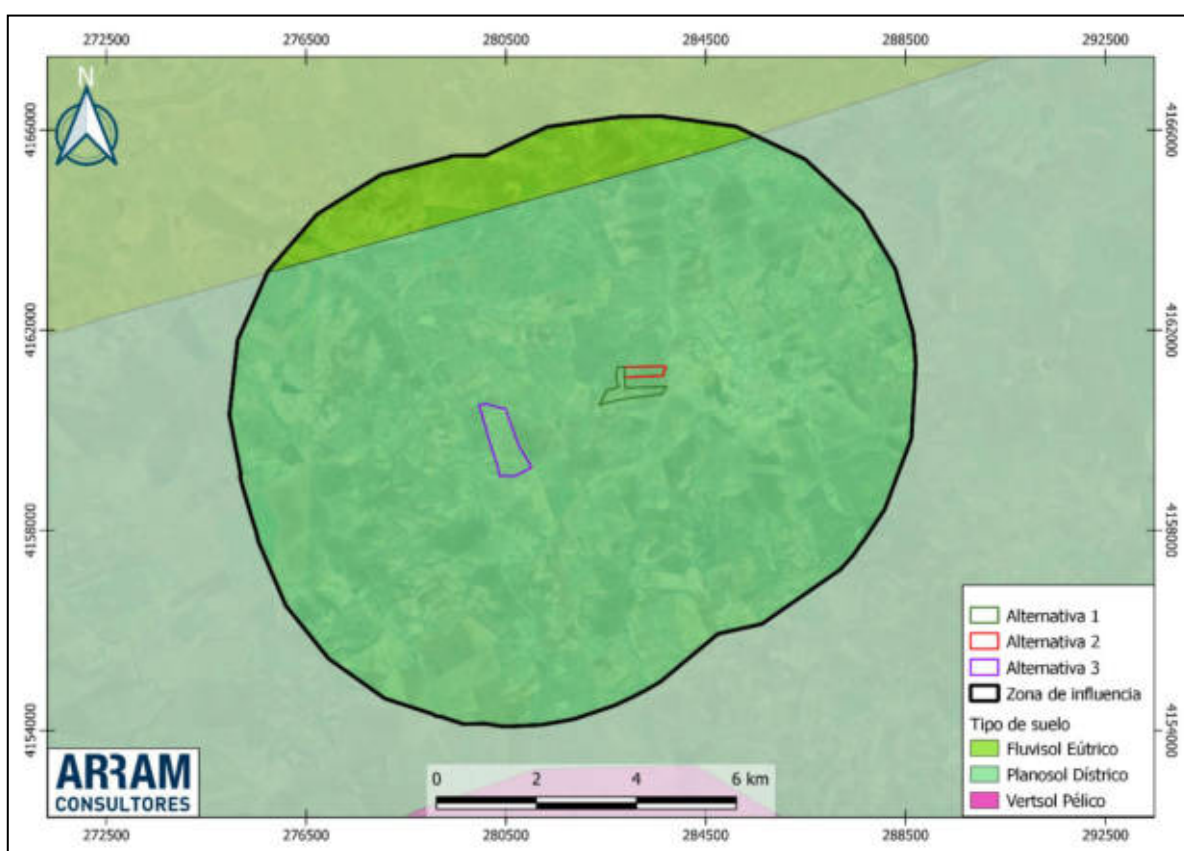 272500 276500 280500 284500 288500 292500
N
4166000 4166000
4162000 4162000
4158000 4158000
4154000 4154000
Alternativa 1
Alternativa 2
Alternativa 3
Zona de influencia
Tipo de suelo
Fluvisol Eútrico
Planosol Dístrico
Vertsol Pélico
0 2 4 6 km
ARRAM
CONSULTORES
272500 276500 280500 284500 288500 292500